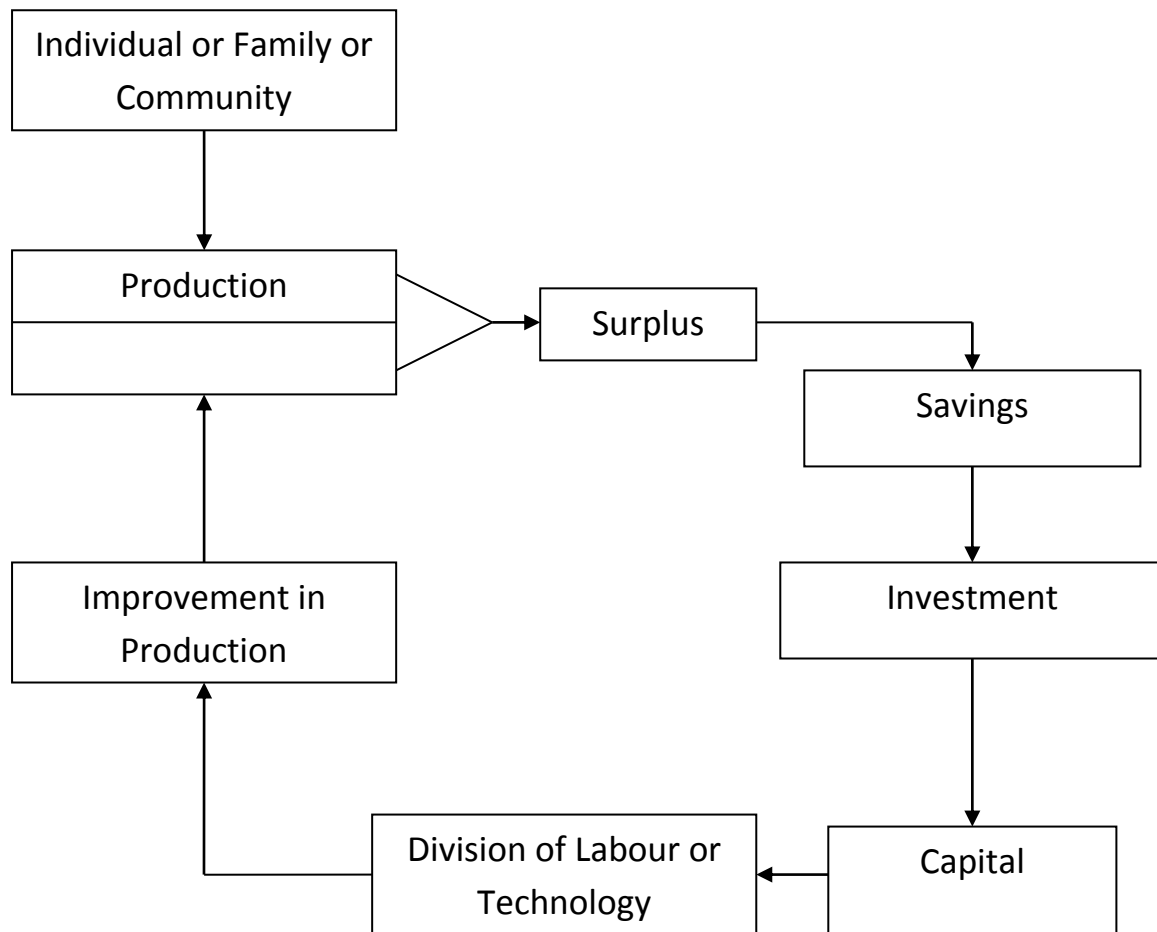 Individual or Family or
Community
Production
Surplus
Savings
Improvement in
Production
Investment
Division of Labour or
Technology
Capital